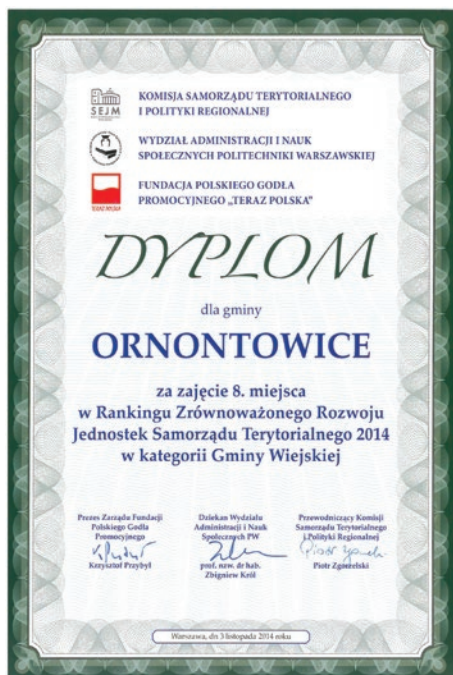 SEJM
KOMISJA SAMORZĄDU TERYTORIALNEGO
I POLITYKI REGIONALNEJ
WYDZIAŁ ADMINISTRACJI I NAUK
SPOŁECZNYCH POLITECHNIKI WARSZAWSKIEJ
TERAZ POLSKA
FUNDACJA POLSKIEGO GODŁA
PROMOCYJNEGO „TERAZ POLSKA”
DYPLOM
dla gminy
ORNONTOWICE
za zajęcie 8. miejsca
w Rankingu Zrównoważonego Rozwoju
Jednostek Samorządu Terytorialnego 2014
w kategorii Gminy Wiejskiej
Prezes Zarządu Fundacji
Polskiego Godła
Promocyjnego
Krzysztof Przybył
Dziekan Wydziału
Administracji i Nauk
Społecznych PW
prof. nzw. dr hab.
Zbigniew Król
Przewodniczący Komisji
Samorządu Terytorialnego
i Polityki Regionalnej
Piotr Zgorzelski
Warszawa, dn 3 listopada 2014 roku